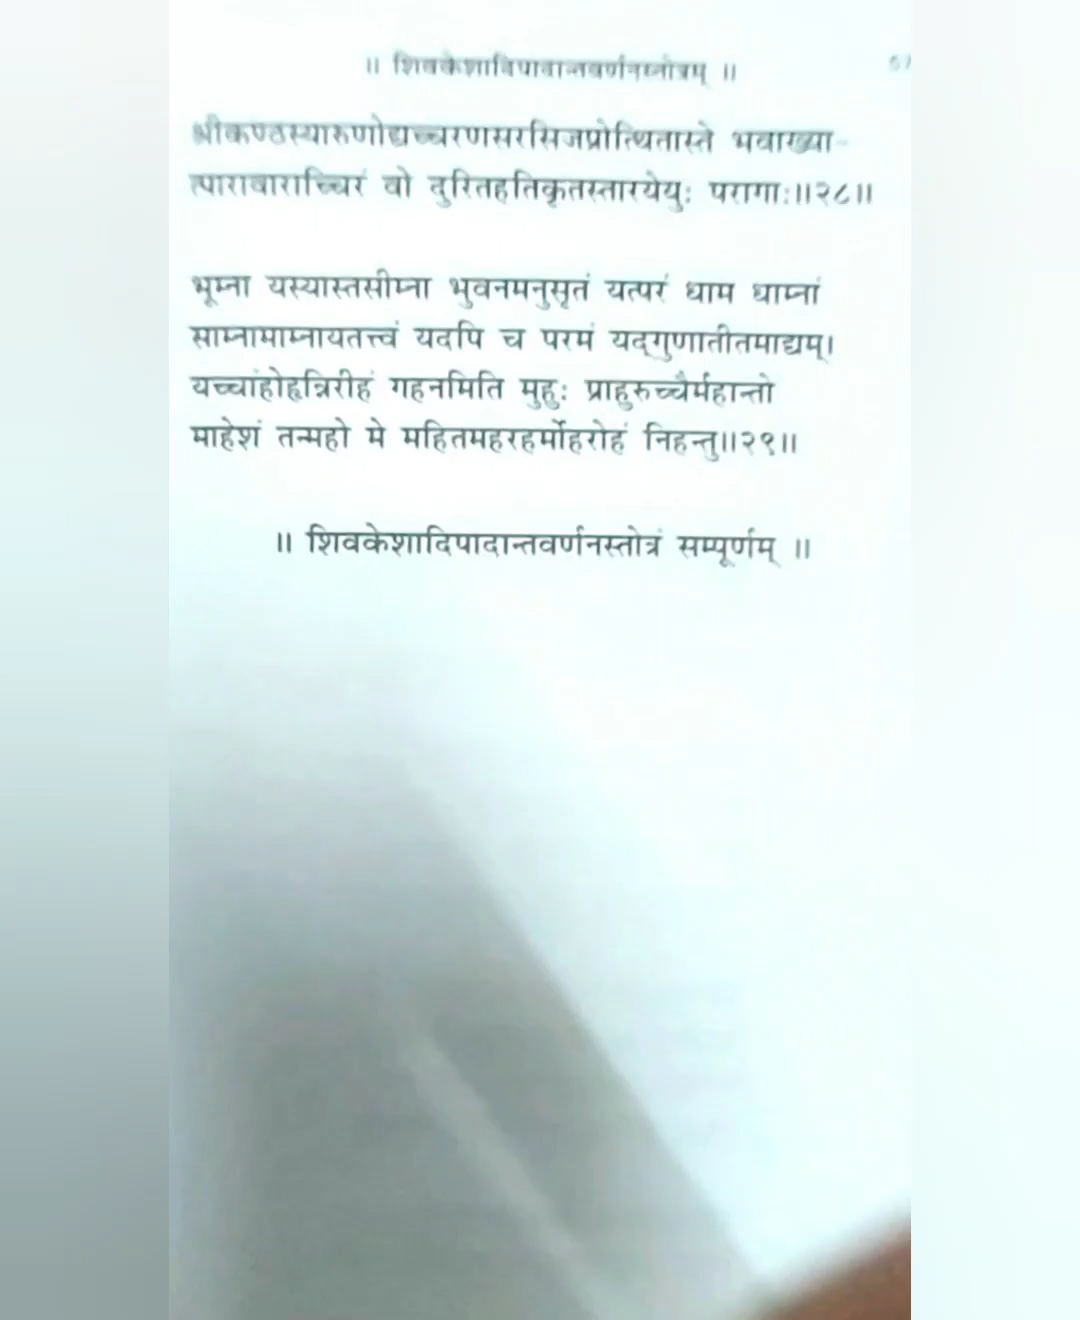 ॥ शिवकेशादिपादान्तवर्णनस्तोत्रम् ॥
श्रीकण्ठस्यारुणोद्यच्चरणसरसिजप्रोत्थितास्ते भवाख्या-
त्पारावाराच्चिरं वो दुरितहतिकृतस्तारयेयुः परागाः॥२८॥
भूम्ना यस्यास्तसीम्ना भुवनमनुसृतं यत्परं धाम धाम्नां
साम्नामाम्नायतत्त्वं यदपि च परमं यद्गुणातीतमाद्यम्।
यच्चांहोहृन्निरीहं गहनमिति मुहुः प्राहुरुच्चैर्महान्तो
माहेशं तन्महो मे महितमहरहर्मोहरोहं निहन्तु॥२९॥
॥ शिवकेशादिपादान्तवर्णनस्तोत्रं सम्पूर्णम् ॥